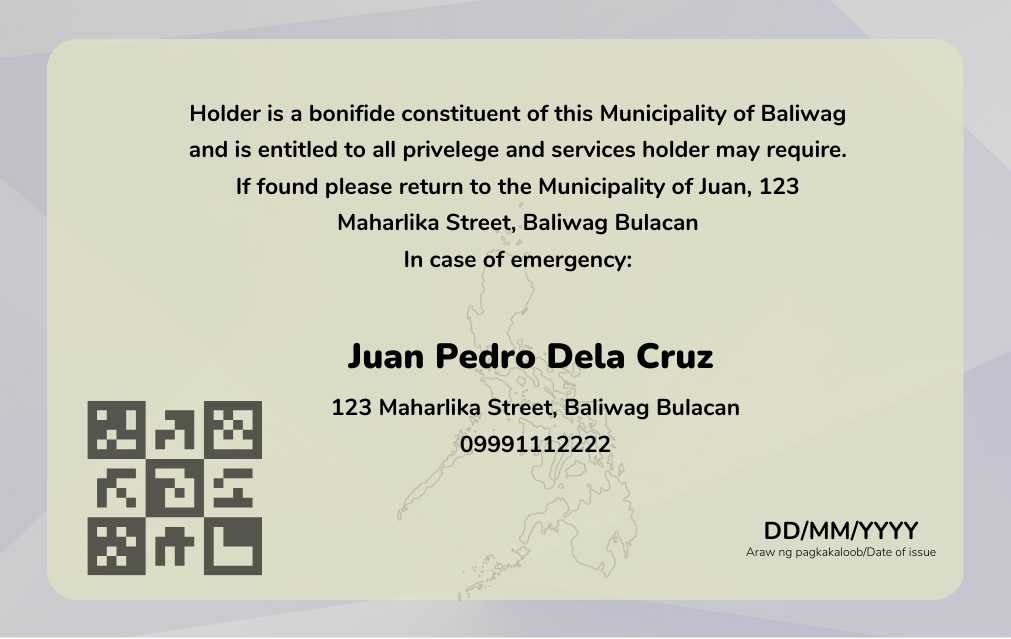 Holder is a bonifide constituent of this Municipality of Baliwag
and is entitled to all privelege and services holder may require.
If found please return to the Municipality of Juan, 123
Maharlika Street, Baliwag Bulacan
In case of emergency:
Juan Pedro Dela Cruz
123 Maharlika Street, Baliwag Bulacan
09991112222
DD/MM/YYYY
Araw ng pagkakaloob/Date of issue